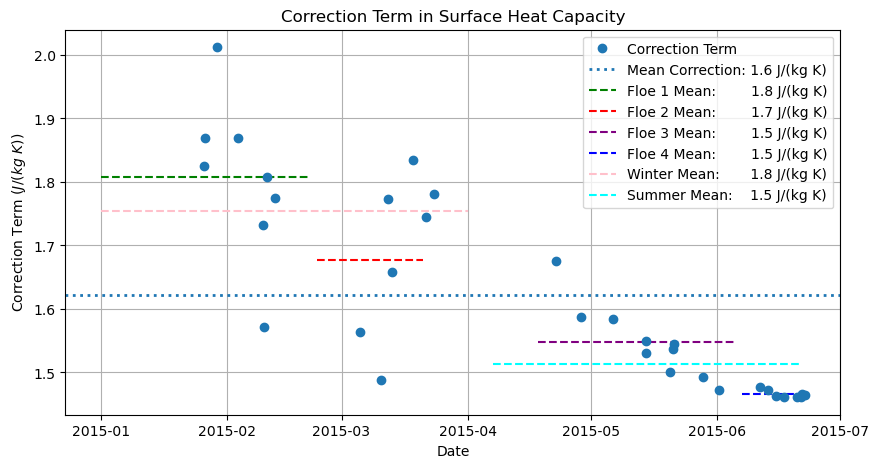 Correction Term in Surface Heat Capacity
Correction Term (J/(kg K))
2.0
1.9
1.8
1.7
1.6
1.5
Correction Term
Mean Correction: 1.6 J/(kg K)
Floe 1 Mean: 1.8 J/(kg K)
Floe 2 Mean: 1.7 J/(kg K)
Floe 3 Mean: 1.5 J/(kg K)
Floe 4 Mean: 1.5 J/(kg K)
Winter Mean: 1.8 J/(kg K)
Summer Mean: 1.5 J/(kg K)
2015-01 2015-02 2015-03 2015-04 2015-05 2015-06 2015-07
Date